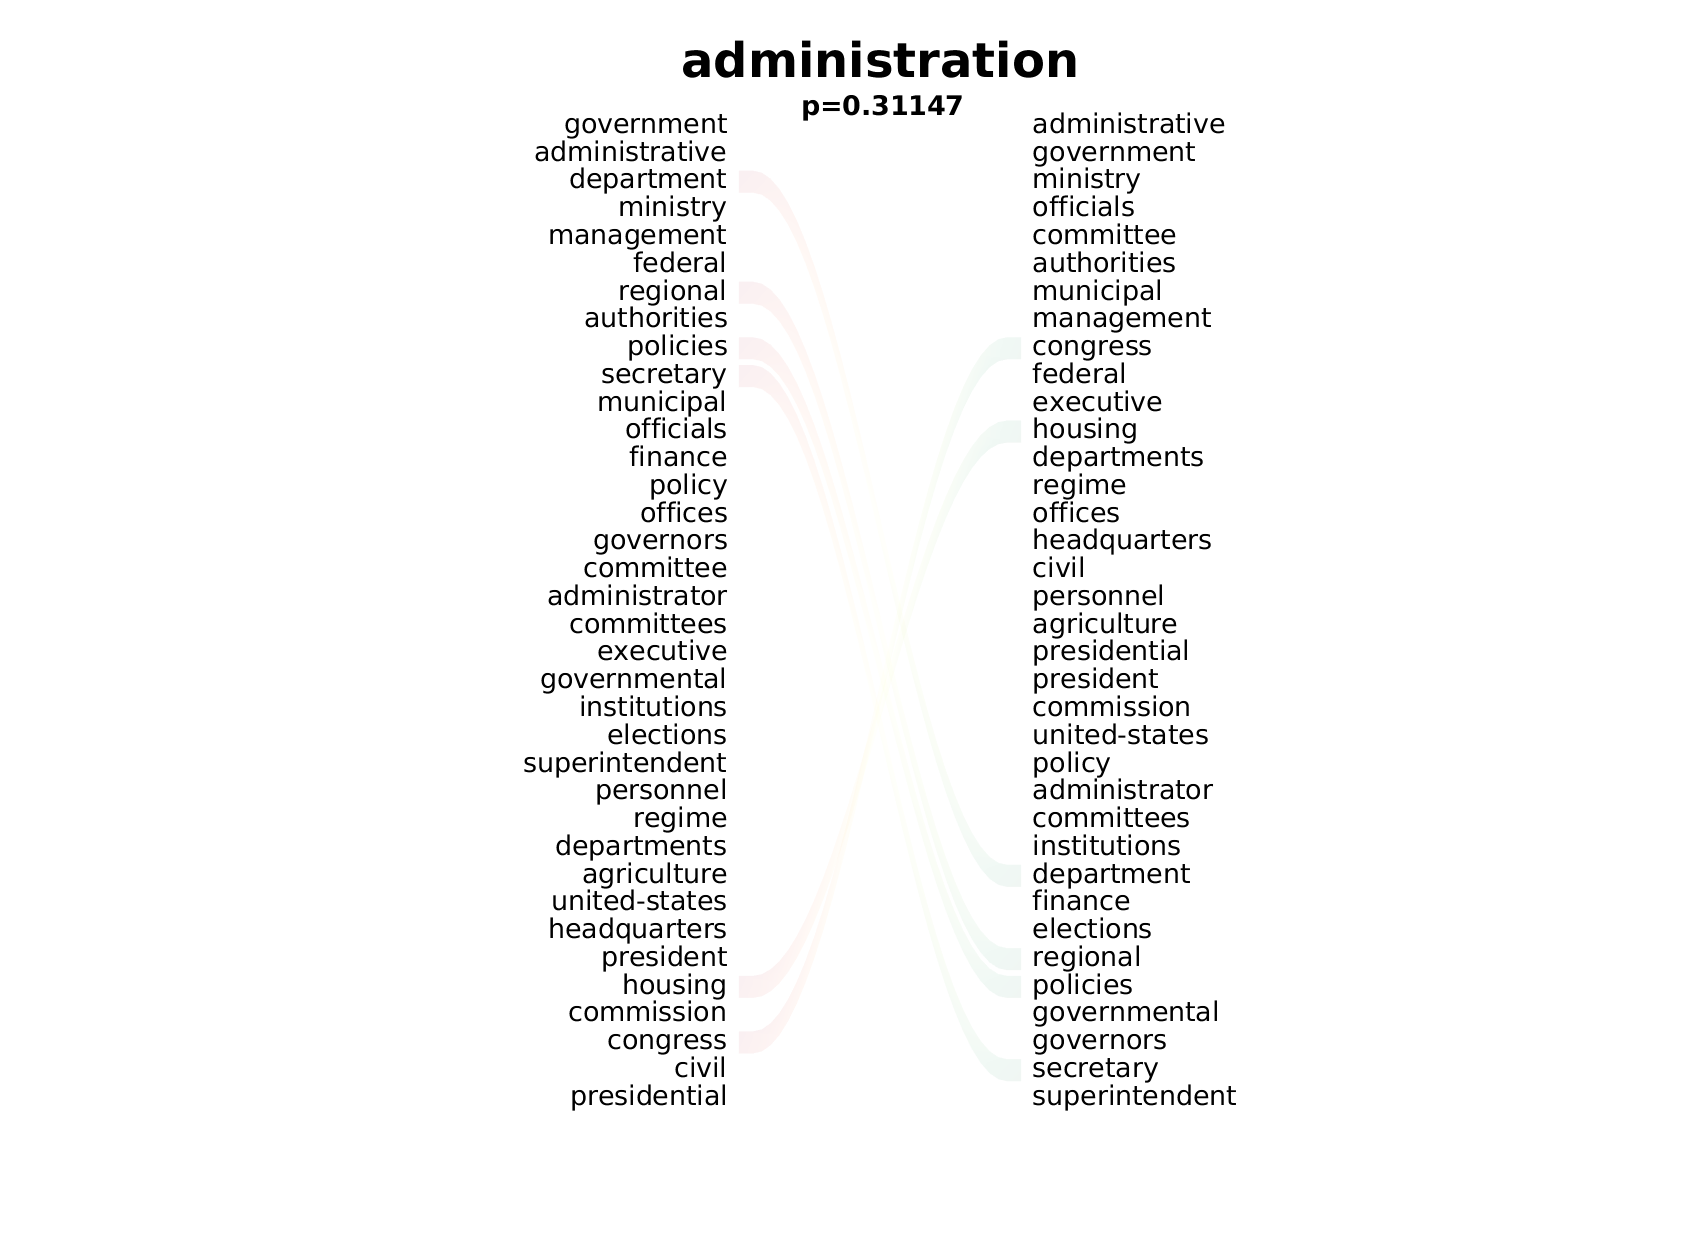 administration
p=0.31147
government
administrative
department
ministry
management
federal
regional
authorities
policies
secretary
municipal
officials
finance
policy
offices
governors
committee
administrator
committees
executive
governmental
institutions
elections
superintendent
personnel
regime
departments
agriculture
united-states
headquarters
president
housing
commission
congress
civil
presidential
administrative
government
ministry
officials
committee
authorities
municipal
management
congress
federal
executive
housing
departments
regime
offices
headquarters
civil
personnel
agriculture
presidential
president
commission
united-states
policy
administrator
committees
institutions
department
finance
elections
regional
policies
governmental
governors
secretary
superintendent